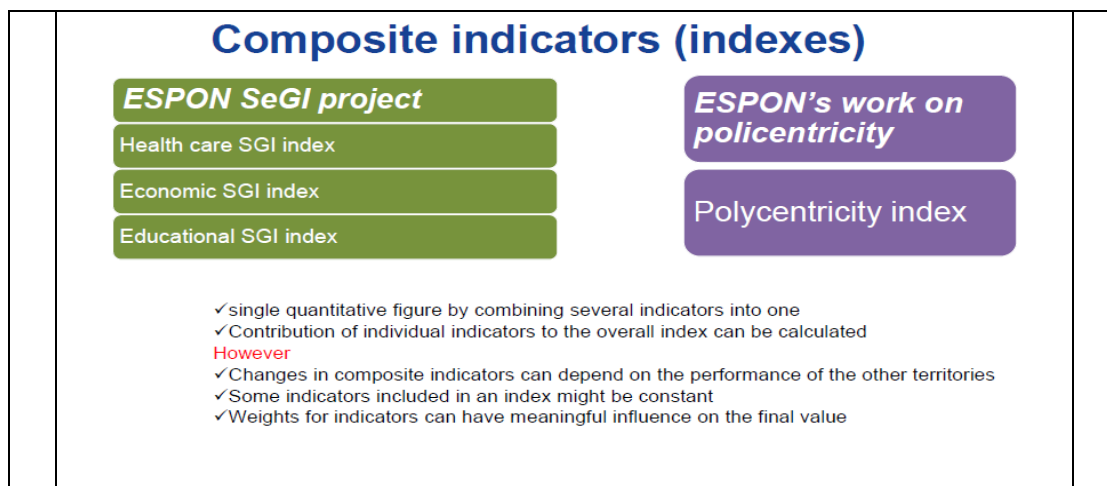 Composite indicators (indexes)
ESPON SeGI project
Health care SGI index
Economic SGI index
Educational SGI index
ESPON’s work on
policentricity
Polycentricity index
✓single quantitative figure by combining several indicators into one
✓Contribution of individual indicators to the overall index can be calculated
However
✓Changes in composite indicators can depend on the performance of the other territories
✓Some indicators included in an index might be constant
✓Weights for indicators can have meaningful influence on the final value